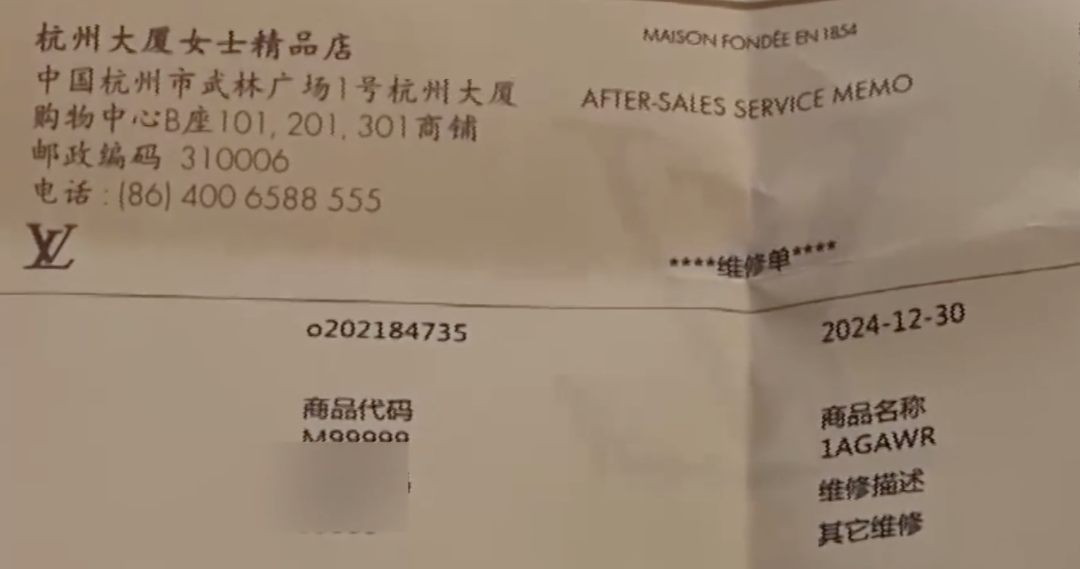 杭州大厦女士精品店
中国杭州市武林广场1号杭州大厦
购物中心B座101, 201, 301商铺
邮政编码 310006
电话 : (86) 400 6588 555
LV
MAISON FONDÉE EN 1854
AFTER-SALES SERVICE MEMO
****维修单****
o202184735
2024-12-30
商品代码
M99999
商品名称
1AGAWR
维修描述
其它维修